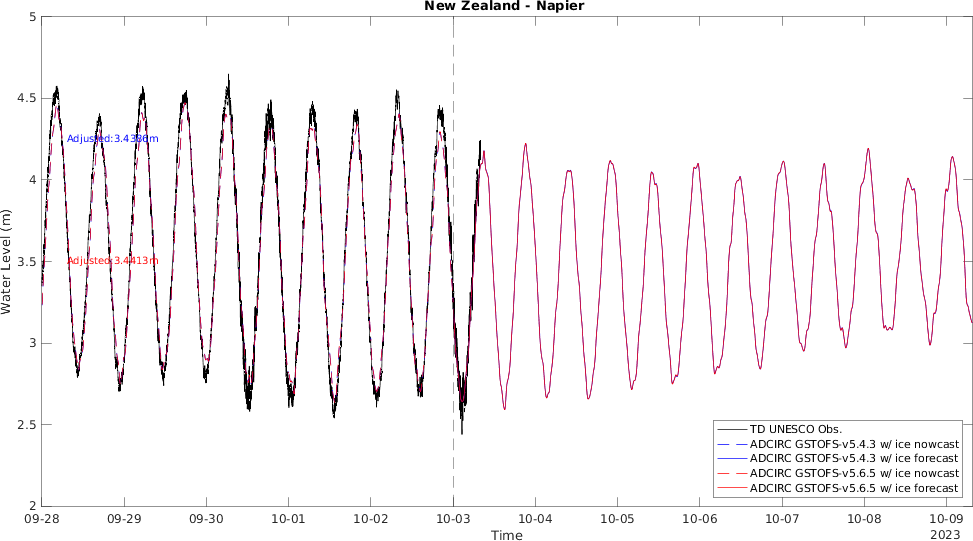 New Zealand - Napier
5
4.5
4
3.5
3
2.5
2
Water Level (m)
Adjusted:3.4386m
Adjusted:3.4413m
TD UNESCO Obs.
ADCIRC GSTOFS-v5.4.3 w/ ice nowcast
ADCIRC GSTOFS-v5.4.3 w/ ice forecast
ADCIRC GSTOFS-v5.6.5 w/ ice nowcast
ADCIRC GSTOFS-v5.6.5 w/ ice forecast
09-28 09-29 09-30 10-01 10-02 10-03 10-04 10-05 10-06 10-07 10-08 10-09
2023
Time